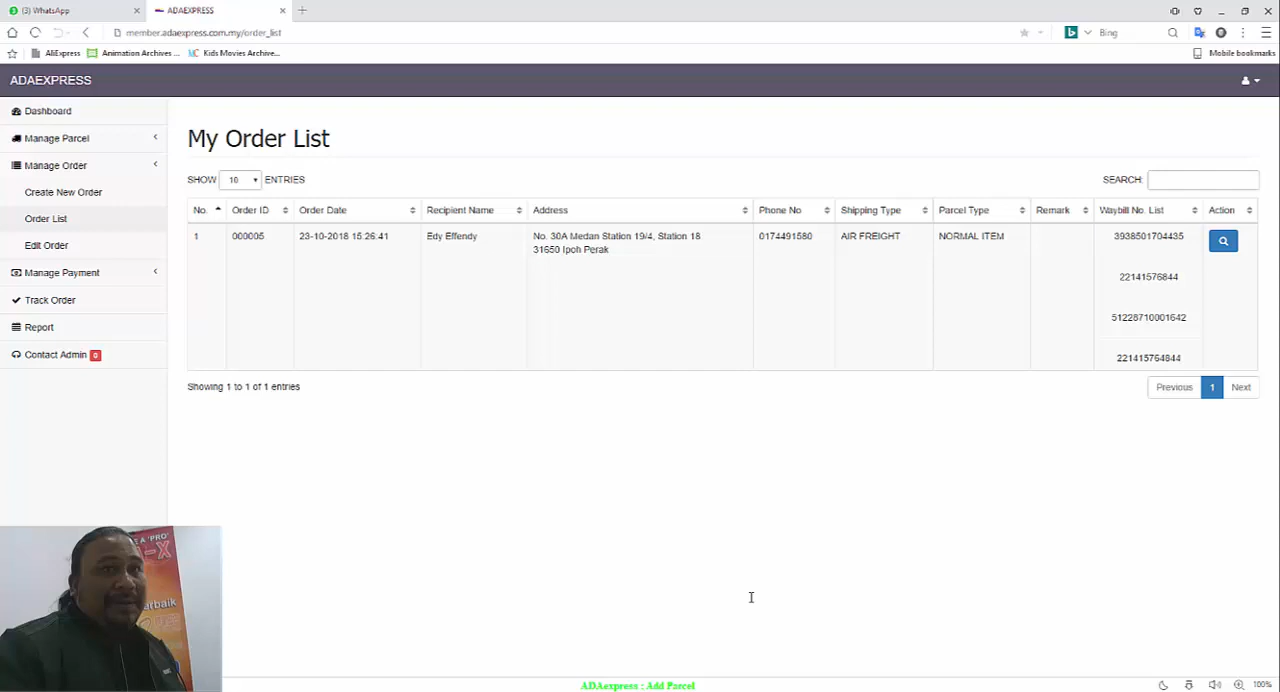 (3) WhatsApp
ADAEXPRESS
member.adaexpress.com.my/order_list
Bing
AliExpress
Animation Archives ...
Kids Movies Archive...
Mobile bookmarks
ADAEXPRESS
Dashboard
Manage Parcel
Manage Order
Create New Order
Order List
Edit Order
Manage Payment
Track Order
Report
Contact Admin 0
My Order List
SHOW 10 ENTRIES
SEARCH:
No. Order ID Order Date Recipient Name Address Phone No Shipping Type Parcel Type Remark Waybill No. List Action
1 000005 23-10-2018 15:26:41 Edy Effendy No. 30A Medan Station 19/4, Station 18 0174491580 AIR FREIGHT NORMAL ITEM 3938501704435
31650 Ipoh Perak
22141576844
51228710001642
221415764844
Showing 1 to 1 of 1 entries
Previous 1 Next
E A 'PRO'
-X
arbaik
ADAexpress : Add Parcel
100%